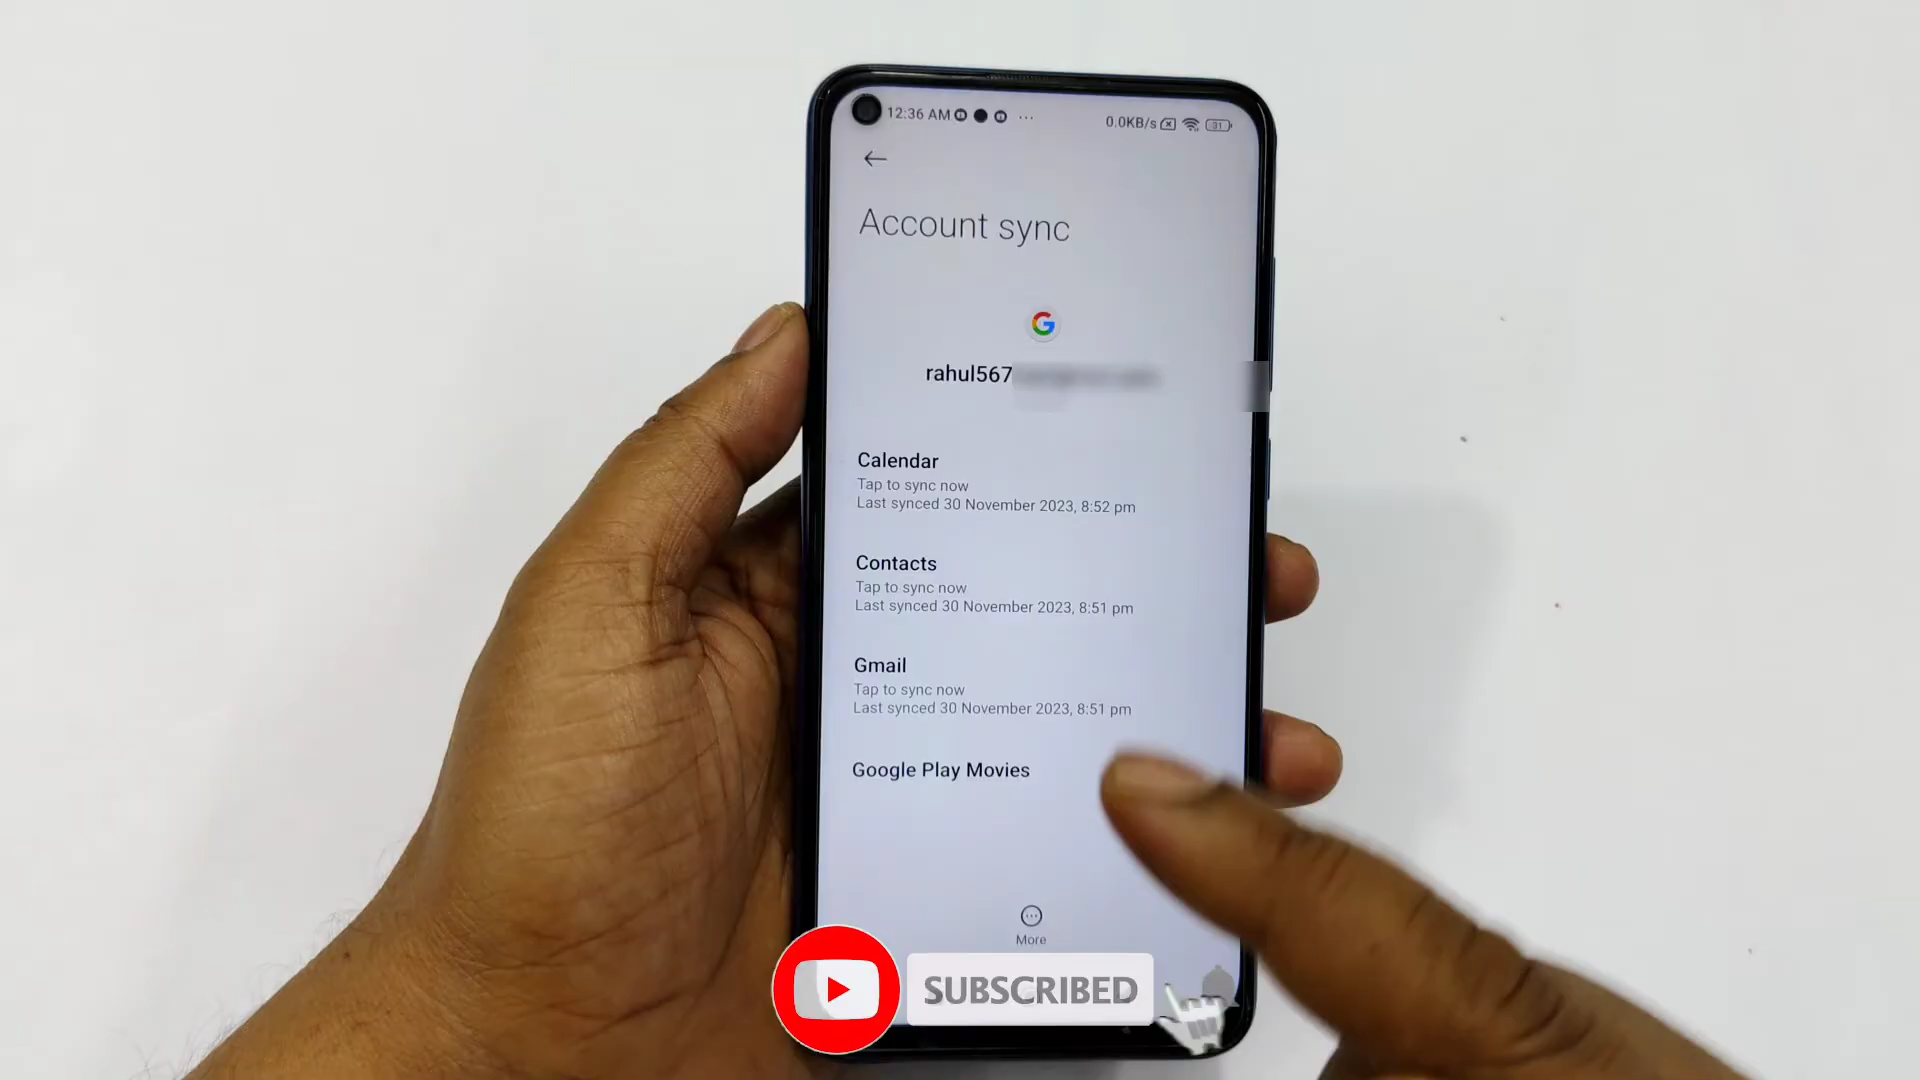 12:36 AM ... 0.0KB/s 31
Account sync
rahul567
Calendar
Tap to sync now
Last synced 30 November 2023, 8:52 pm
Contacts
Tap to sync now
Last synced 30 November 2023, 8:51 pm
Gmail
Tap to sync now
Last synced 30 November 2023, 8:51 pm
Google Play Movies
More
SUBSCRIBED